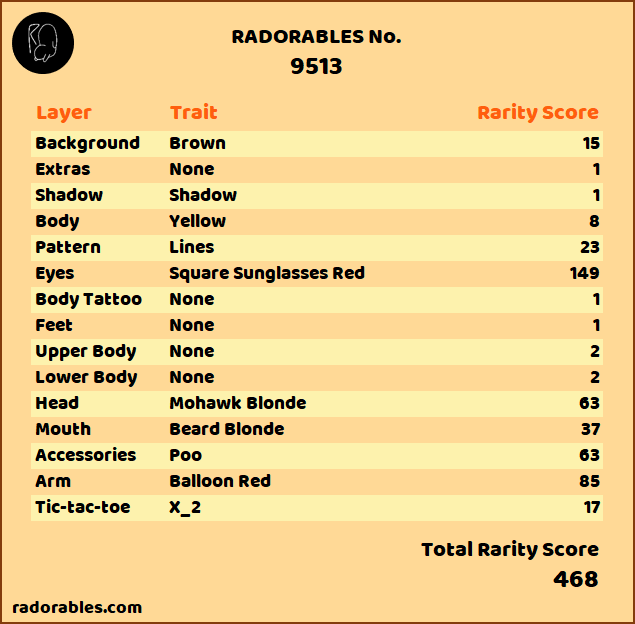 RADORABLES No.
9513
Layer Trait Rarity Score
Background Brown 15
Extras None 1
Shadow Shadow 1
Body Yellow 8
Pattern Lines 23
Eyes Square Sunglasses Red 149
Body Tattoo None 1
Feet None 1
Upper Body None 2
Lower Body None 2
Head Mohawk Blonde 63
Mouth Beard Blonde 37
Accessories Poo 63
Arm Balloon Red 85
Tic-tac-toe X_2 17
Total Rarity Score
468
radorables.com